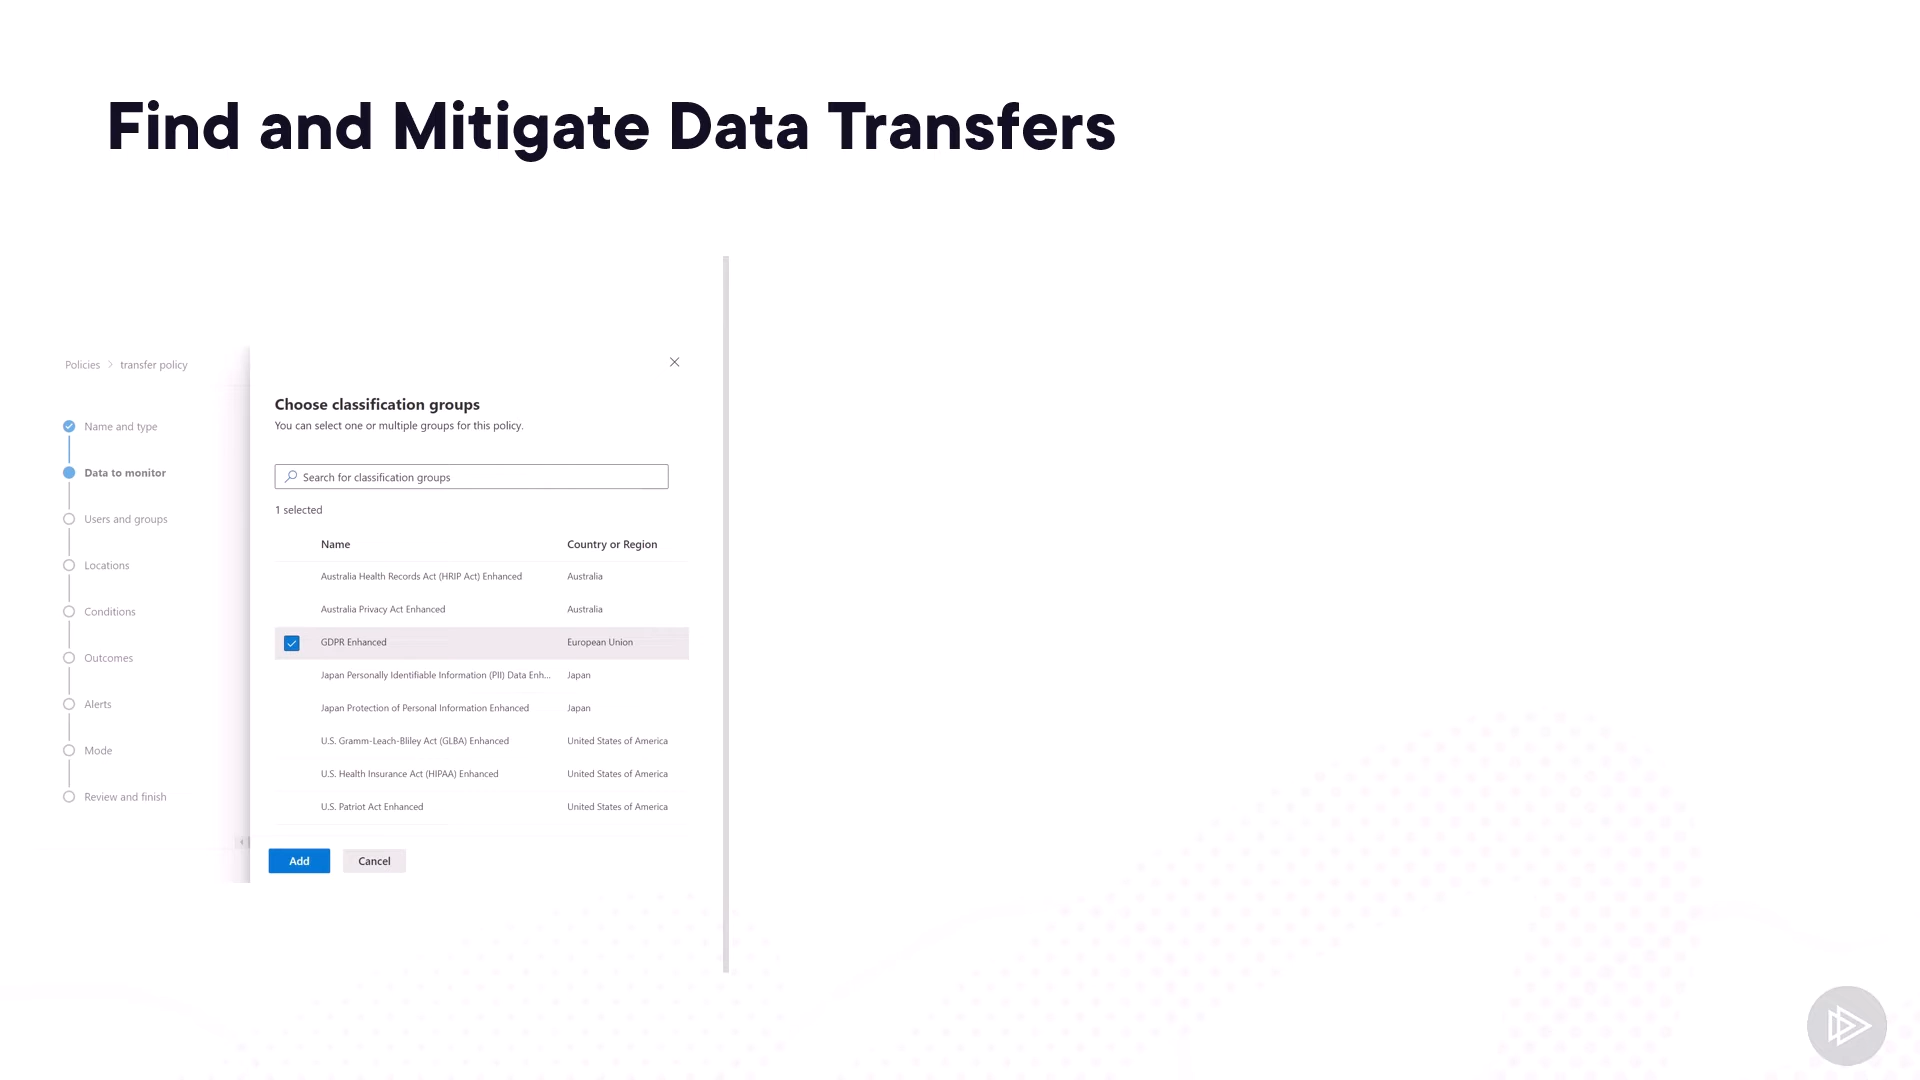 Find and Mitigate Data Transfers
Policies > transfer policy
Name and type
Data to monitor
Users and groups
Locations
Conditions
Outcomes
Alerts
Mode
Review and finish
Choose classification groups
You can select one or multiple groups for this policy.
Search for classification groups
1 selected
Name Country or Region
Australia Health Records Act (HRIP Act) Enhanced Australia
Australia Privacy Act Enhanced Australia
GDPR Enhanced European Union
Japan Personally Identifiable Information (PII) Data Enh... Japan
Japan Protection of Personal Information Enhanced Japan
U.S. Gramm-Leach-Bliley Act (GLBA) Enhanced United States of America
U.S. Health Insurance Act (HIPAA) Enhanced United States of America
U.S. Patriot Act Enhanced United States of America
Add Cancel